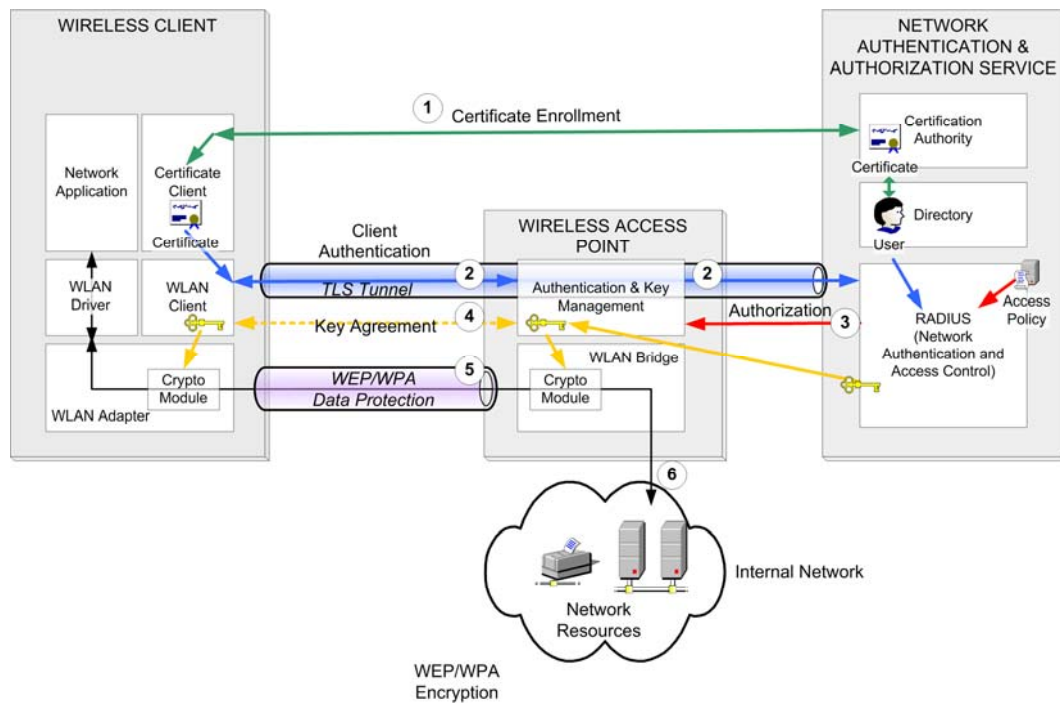 WIRELESS CLIENT
NETWORK
AUTHENTICATION &
AUTHORIZATION SERVICE
1
Certificate Enrollment
Network
Application
Certificate
Client
Certificate
Certification
Authority
Certificate
Directory
User
Client
Authentication
WIRELESS ACCESS
POINT
WLAN
Driver
WLAN
Client
TLS Tunnel
2
Authentication & Key
Management
2
Authorization
3
Access
Policy
RADIUS
(Network
Authentication and
Access Control)
Key Agreement
4
WLAN Bridge
Crypto
Module
WLAN Adapter
WEP/WPA
Data Protection
5
Crypto
Module
6
Internal Network
Network
Resources
WEP/WPA
Encryption